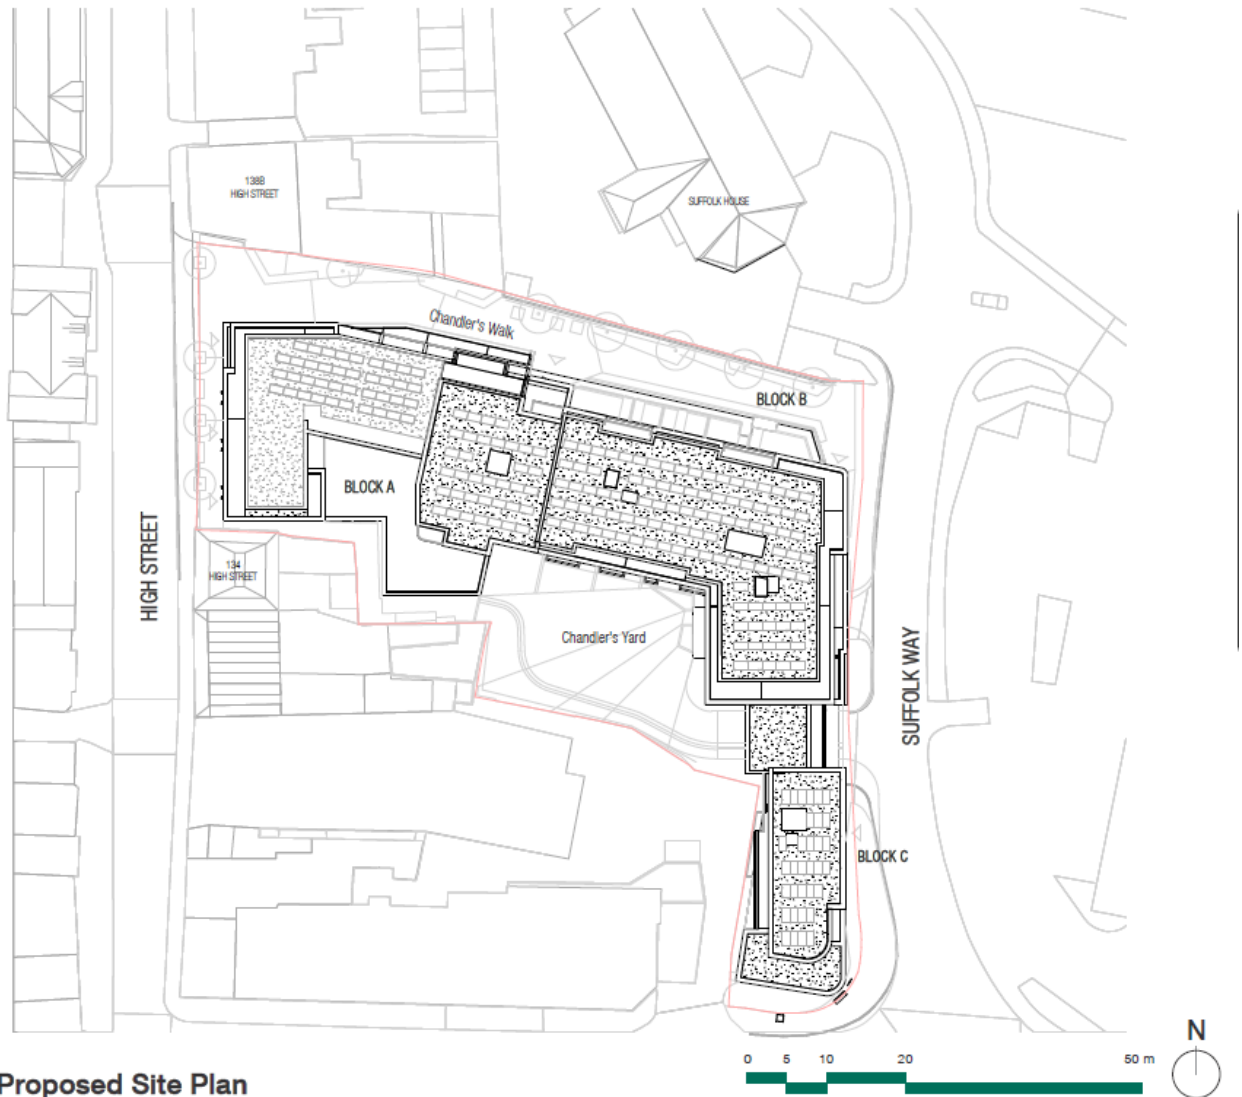 138B
HIGH STREET
SUFFOLK HOUSE
Chandler's Walk
BLOCK B
BLOCK A
HIGH STREET
134
HIGH STREET
Chandler's Yard
SUFFOLK WAY
BLOCK C
N
0 5 10 20 50 m
Proposed Site Plan